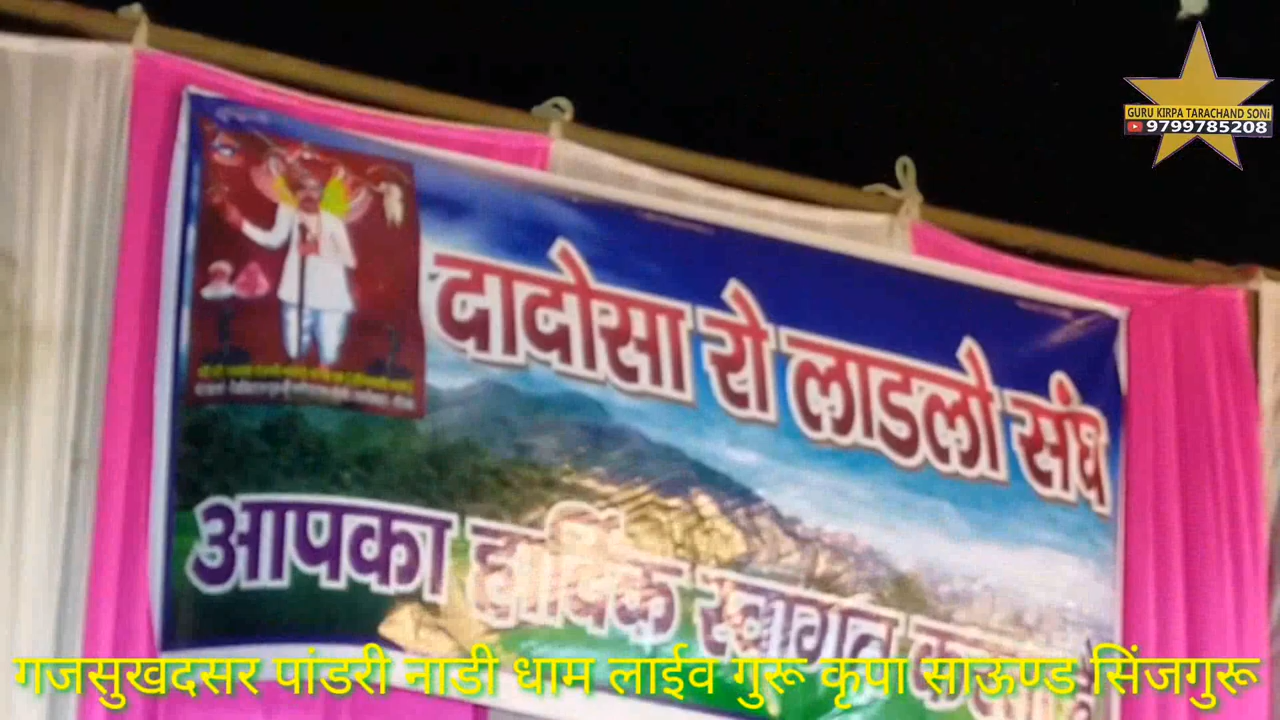 GURU KIRPA TARACHAND SONi
9799785208
दादोसा रो लाडलो संघ
आपका हार्दिक स्वागत करता है
गजसुखदसर पांडरी नाडी धाम लाईव गुरू कृपा साऊण्ड सिंजगुरू